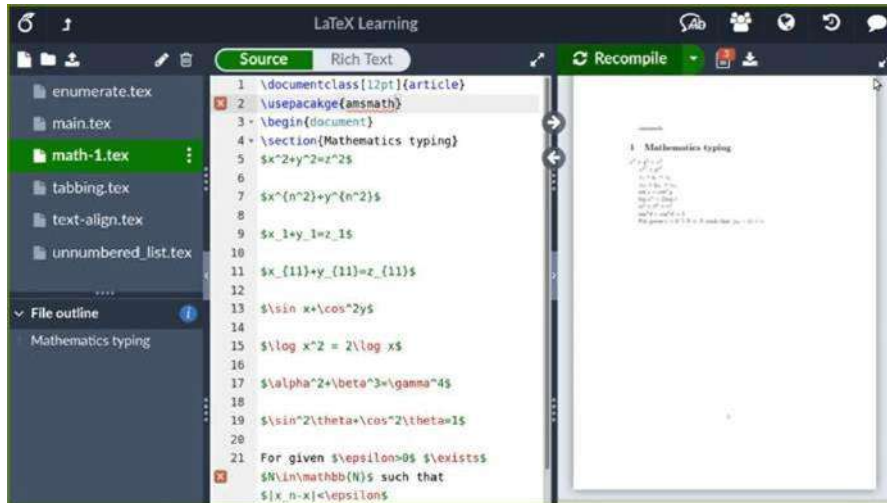 LaTeX Learning
Source Rich Text
Recompile
enumerate.tex
main.tex
math-1.tex
tabbing.tex
text-align.tex
unnumbered_list.tex
File outline
Mathematics typing
1 \documentclass[12pt]{article}
2 \usepacakge{amsmath}
3 \begin{document}
4 \section{Mathematics typing}
5 $x^2+y^2=z^2$
6
7 $x^{n^2}+y^{n^2}$
8
9 $x_1+y_1=z_1$
10
11 $x_{11}+y_{11}=z_{11}$
12
13 $\sin x+\cos^2y$
14
15 $\log x^2 = 2\log x$
16
17 $\alpha^2+\beta^3=\gamma^4$
18
19 $\sin^2\theta+\cos^2\theta=1$
20
21 For given $\epsilon>0$ $\exists$
$N\in\mathbb{N}$ such that
$|x_n-x|<\epsilon$
1 Mathematics typing